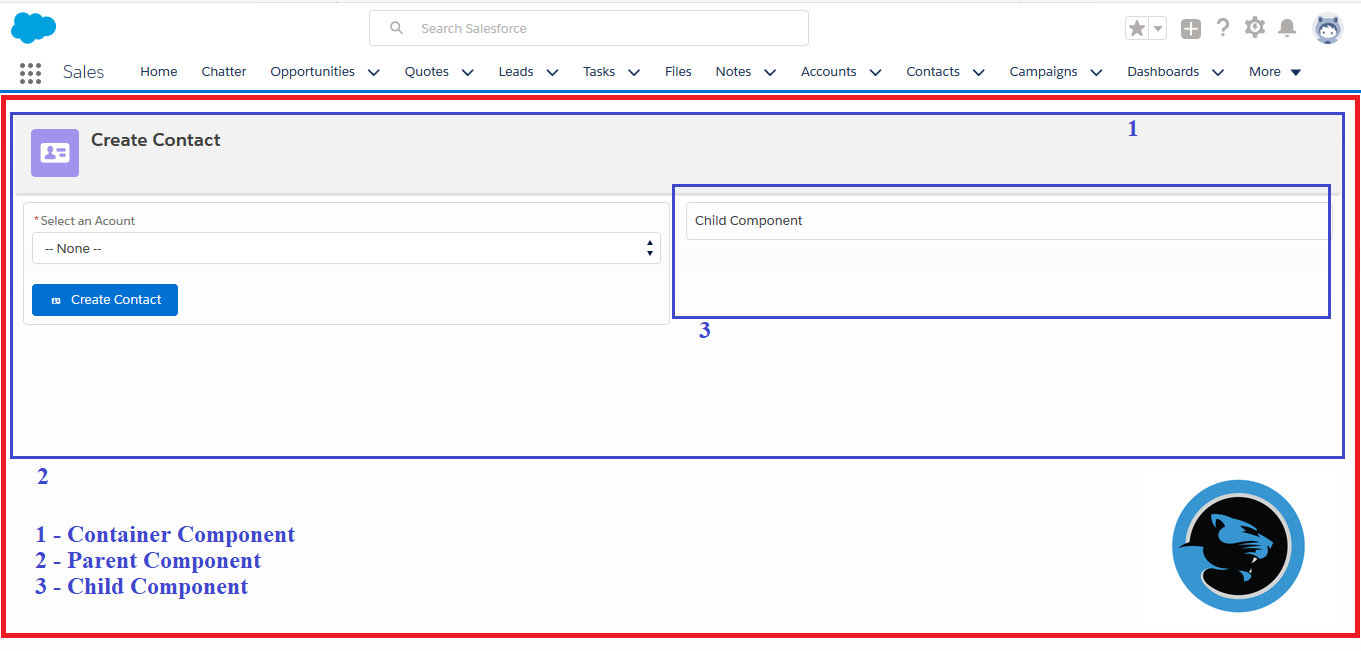 Search Salesforce
Sales Home Chatter Opportunities Quotes Leads Tasks Files Notes Accounts Contacts Campaigns Dashboards More
1
Create Contact
*Select an Acount
-- None --
Create Contact
Child Component
3
2
1 - Container Component
2 - Parent Component
3 - Child Component